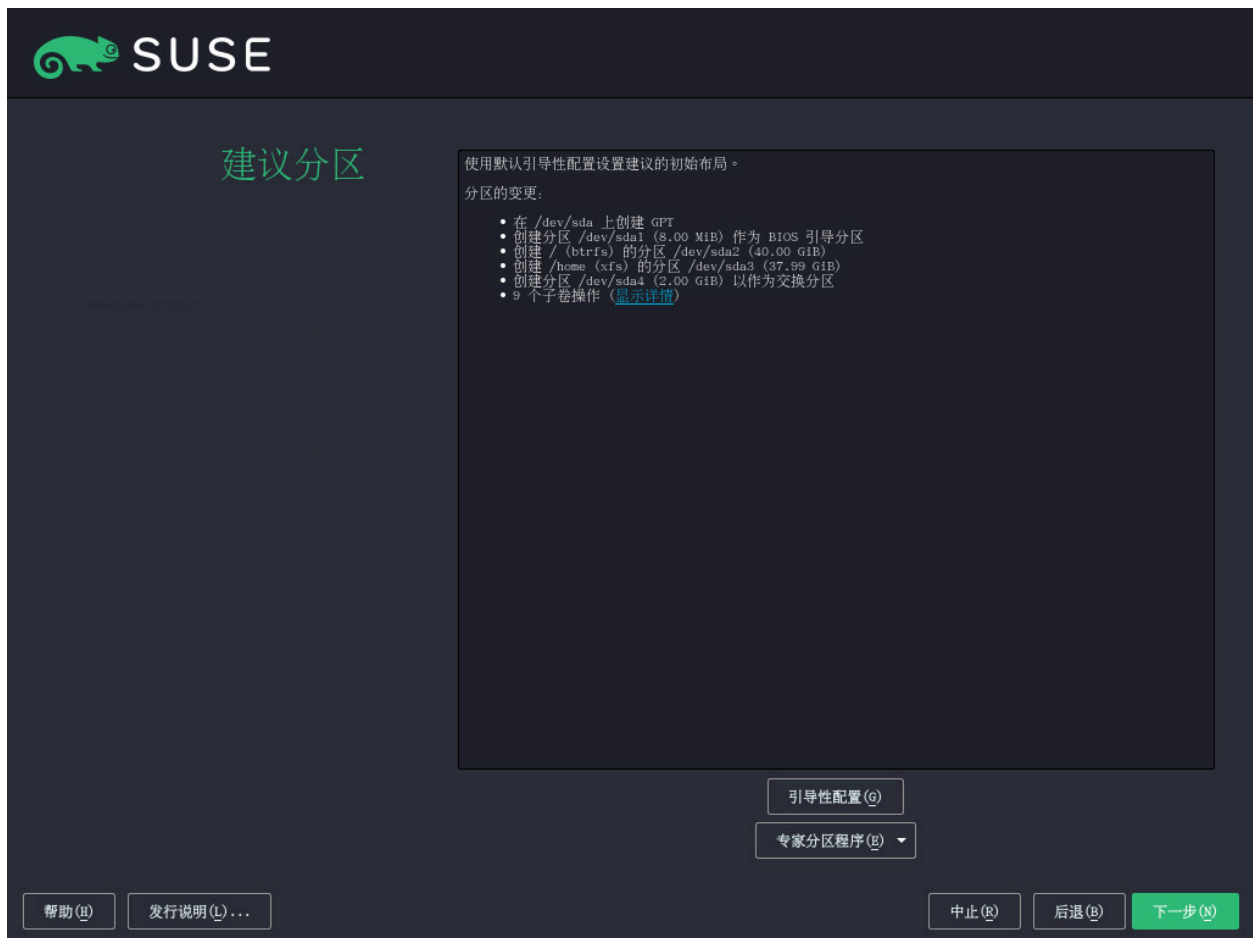 SUSE
建议分区
使用默认引导性配置设置建议的初始布局。
分区的变更:
• 在 /dev/sda 上创建 GPT
• 创建分区 /dev/sda1 (8.00 MiB) 作为 BIOS 引导分区
• 创建 / (btrfs) 的分区 /dev/sda2 (40.00 GiB)
• 创建 /home (xfs) 的分区 /dev/sda3 (37.99 GiB)
• 创建分区 /dev/sda4 (2.00 GiB) 以作为交换分区
• 9 个子卷操作 (显示详情)
引导性配置(G)
专家分区程序(E)
帮助(H) 发行说明(L)... 中止(R) 后退(B) 下一步(N)